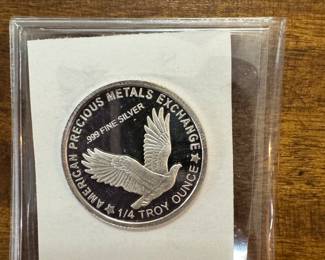 AMERICAN PRECIOUS METALS EXCHANGE
.999 FINE SILVER
1/4 TROY OUNCE